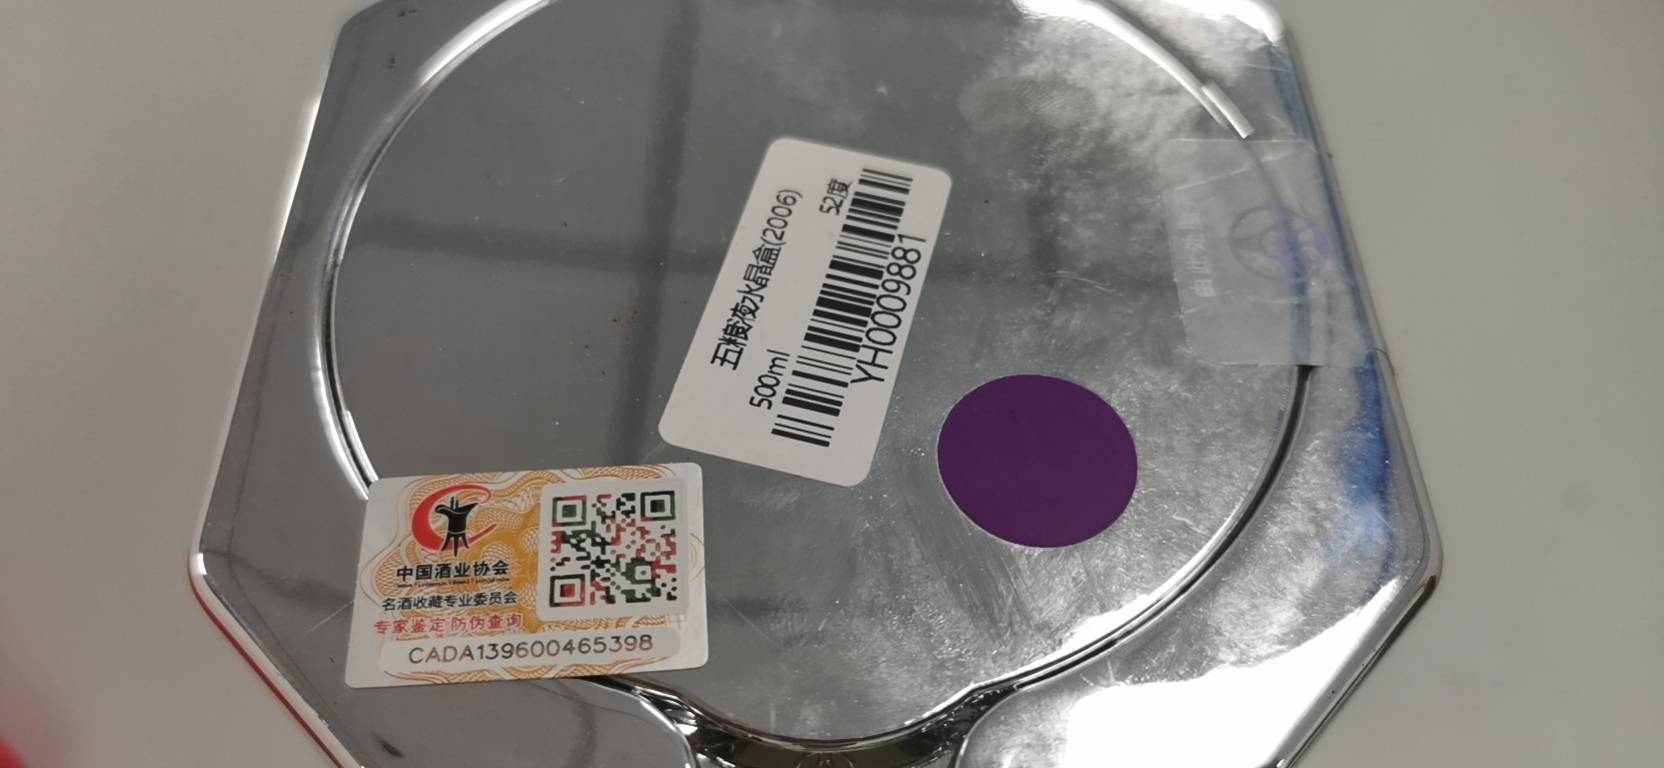 五粮液水晶盒(2006)
500ml 52度
YH0009881
中国酒业协会
名酒收藏专业委员会
专家鉴定 防伪查询
CADA139600465398